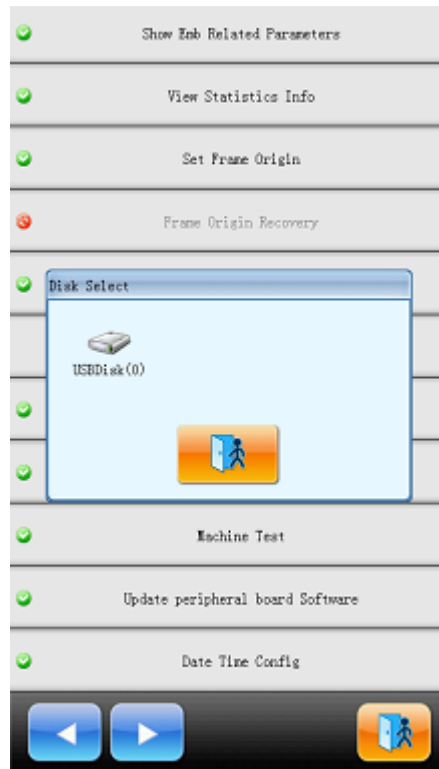 Show Emb Related Parameters
View Statistics Info
Set Frame Origin
Frame Origin Recovery
Disk Select
USBDisk(0)
Machine Test
Update peripheral board Software
Date Time Config